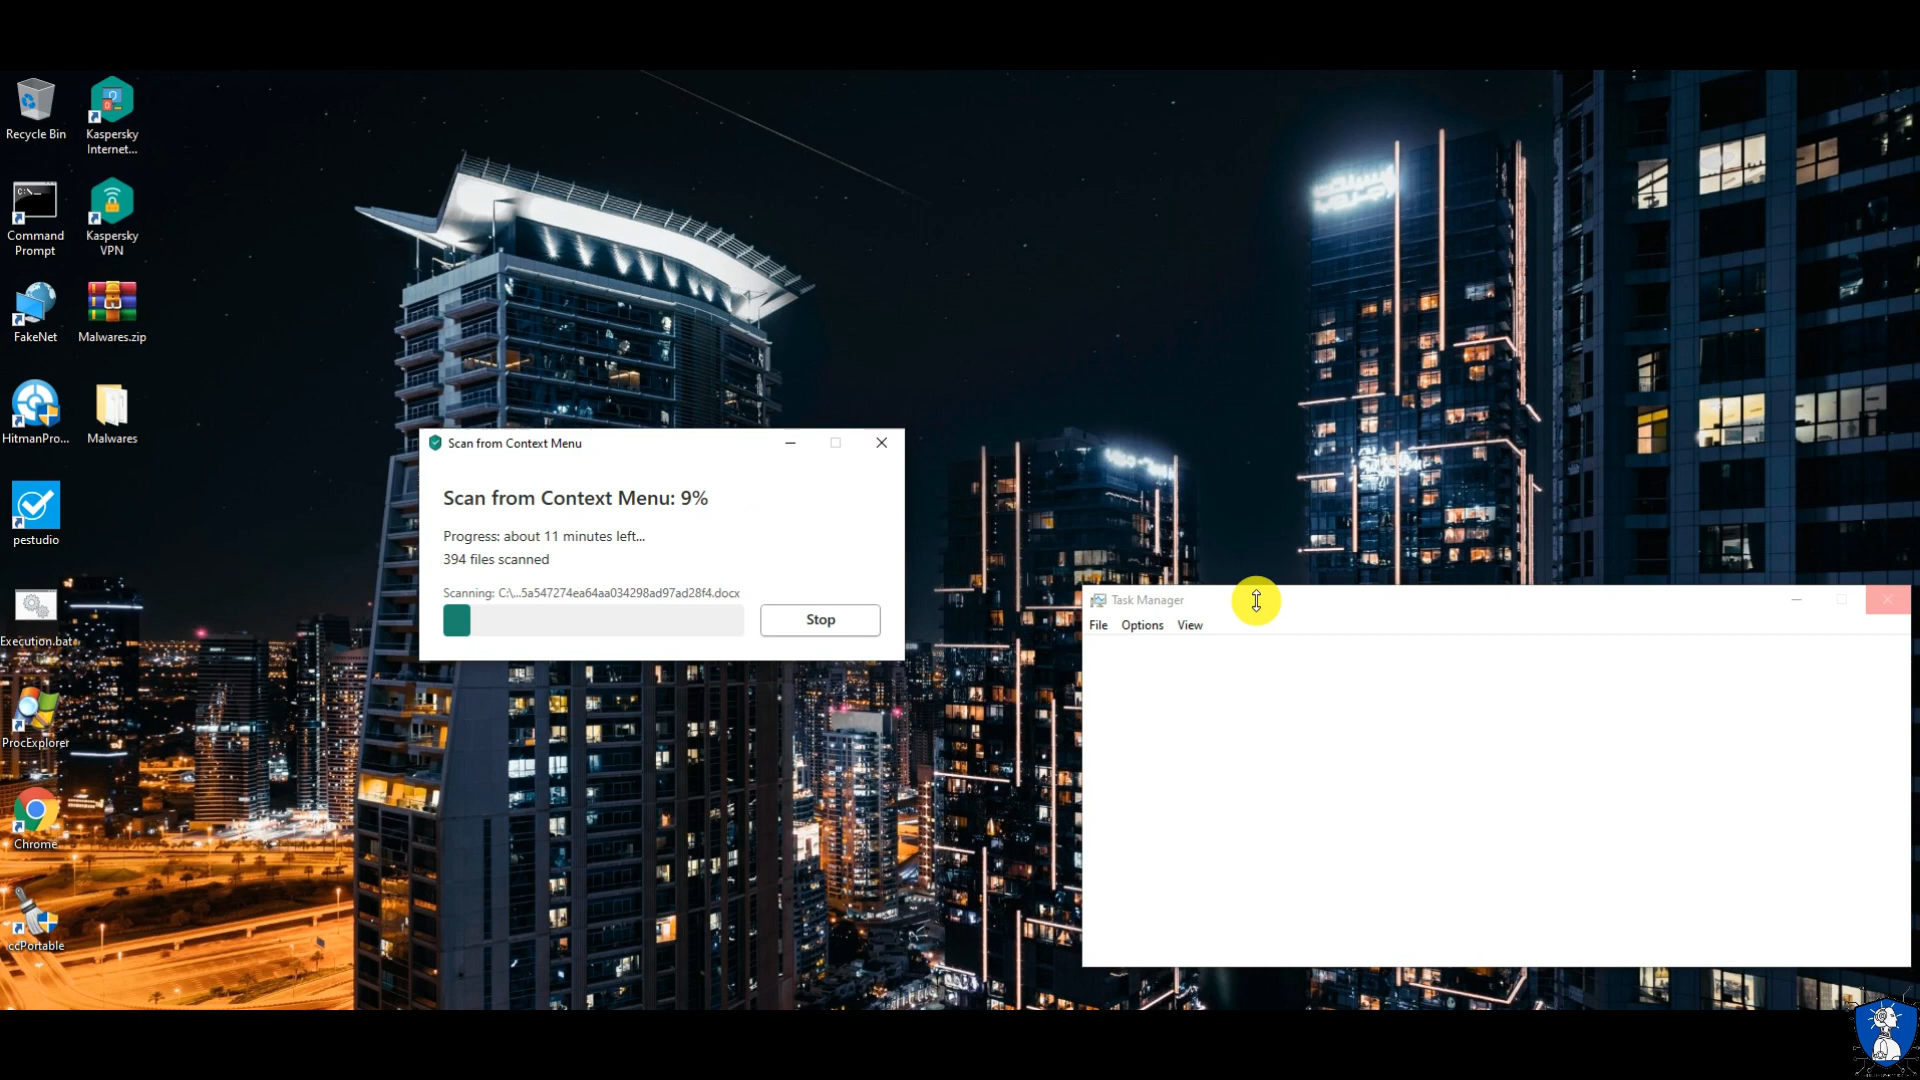 Recycle Bin
Kaspersky
Internet...
Command
Prompt
Kaspersky
VPN
FakeNet
Malwares.zip
HitmanPro...
Malwares
pestudio
Execution.bat
ProcExplorer
Chrome
ccPortable
Scan from Context Menu
Scan from Context Menu: 9%
Progress: about 11 minutes left...
394 files scanned
Scanning: C:\...5a547274ea64aa034298ad97ad28f4.docx
Stop
Task Manager
File Options View